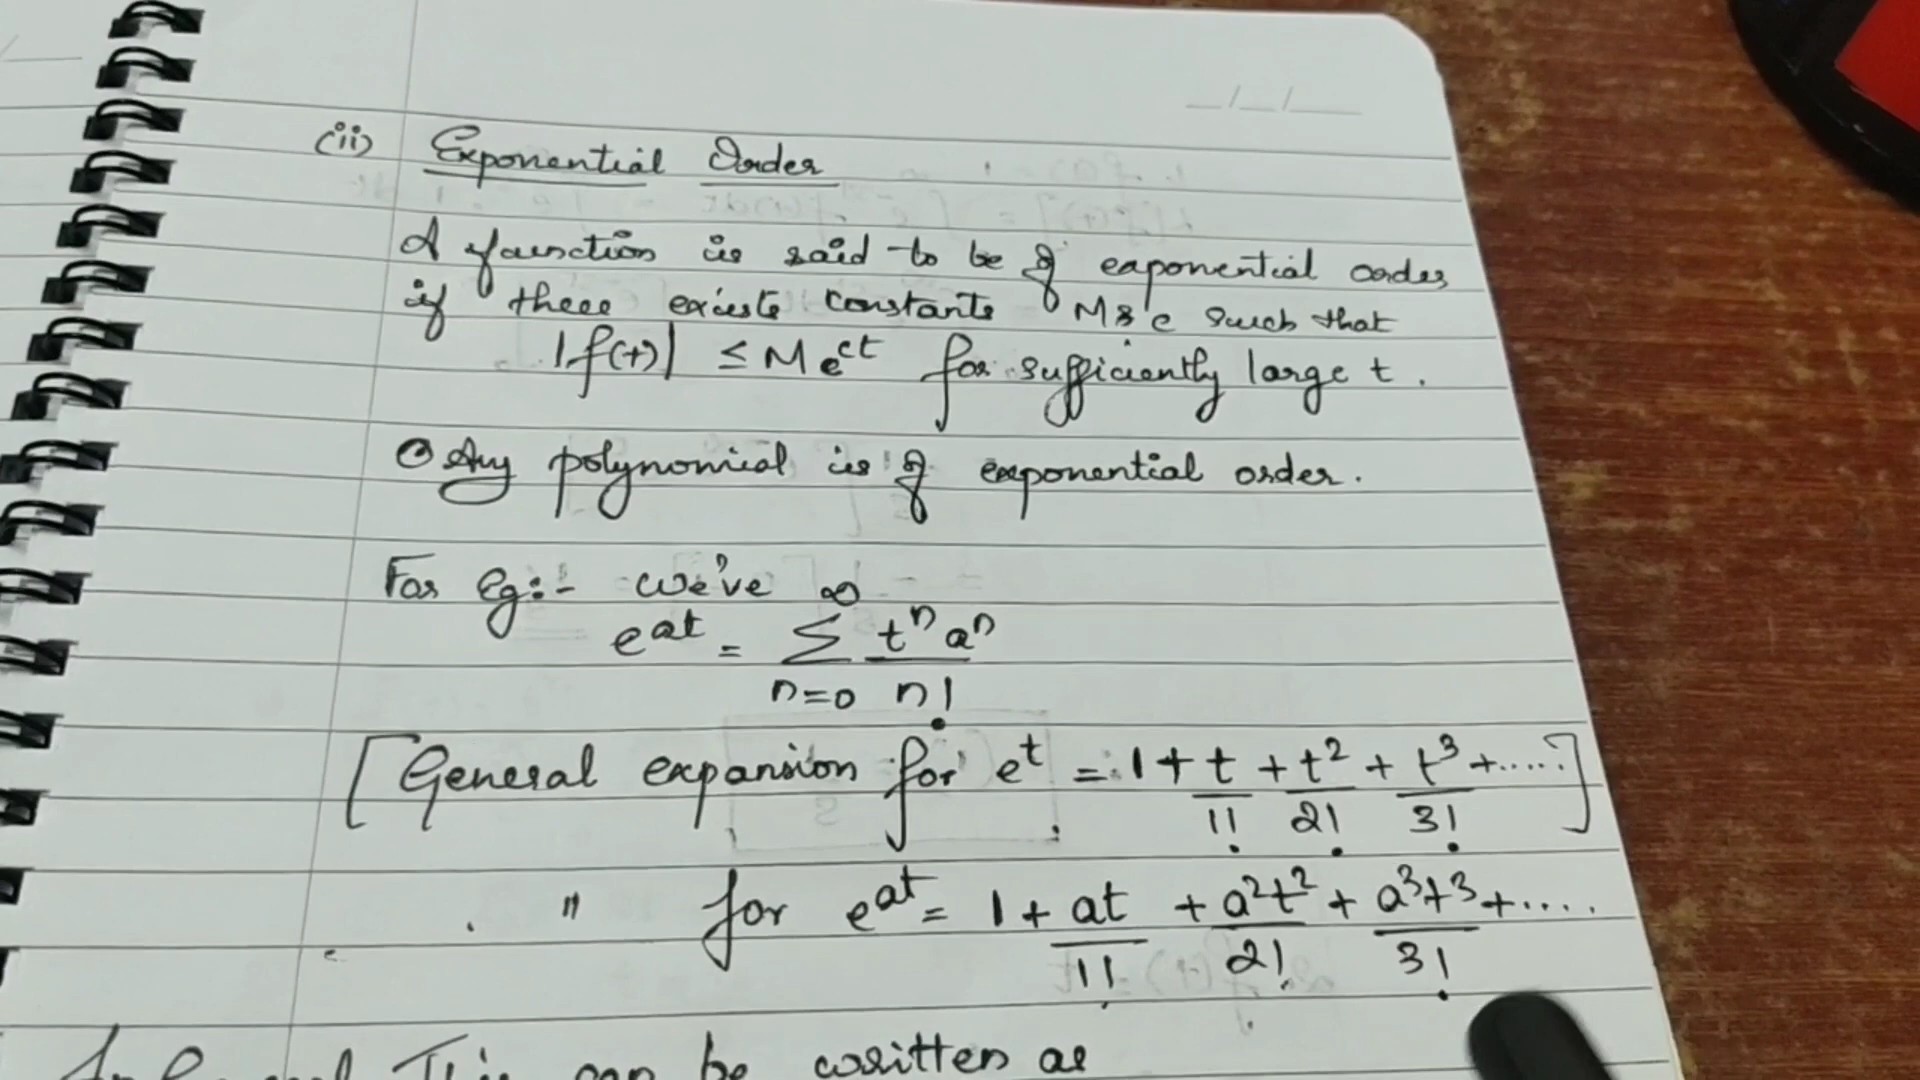 (ii) Exponential Order
A function is said to be of exponential order
if there exists constants M & c such that
|f(t)| ≤ M e^ct for sufficiently large t.
Any polynomial is of exponential order.
For eg:- we've
e^at = ∞ Σ n=0 t^n a^n / n!
[General expansion for e^t = 1 + t/1! + t^2/2! + t^3/3! + .....]
" for e^at = 1 + at/1! + a^2t^2/2! + a^3t^3/3! + ....
can be written as